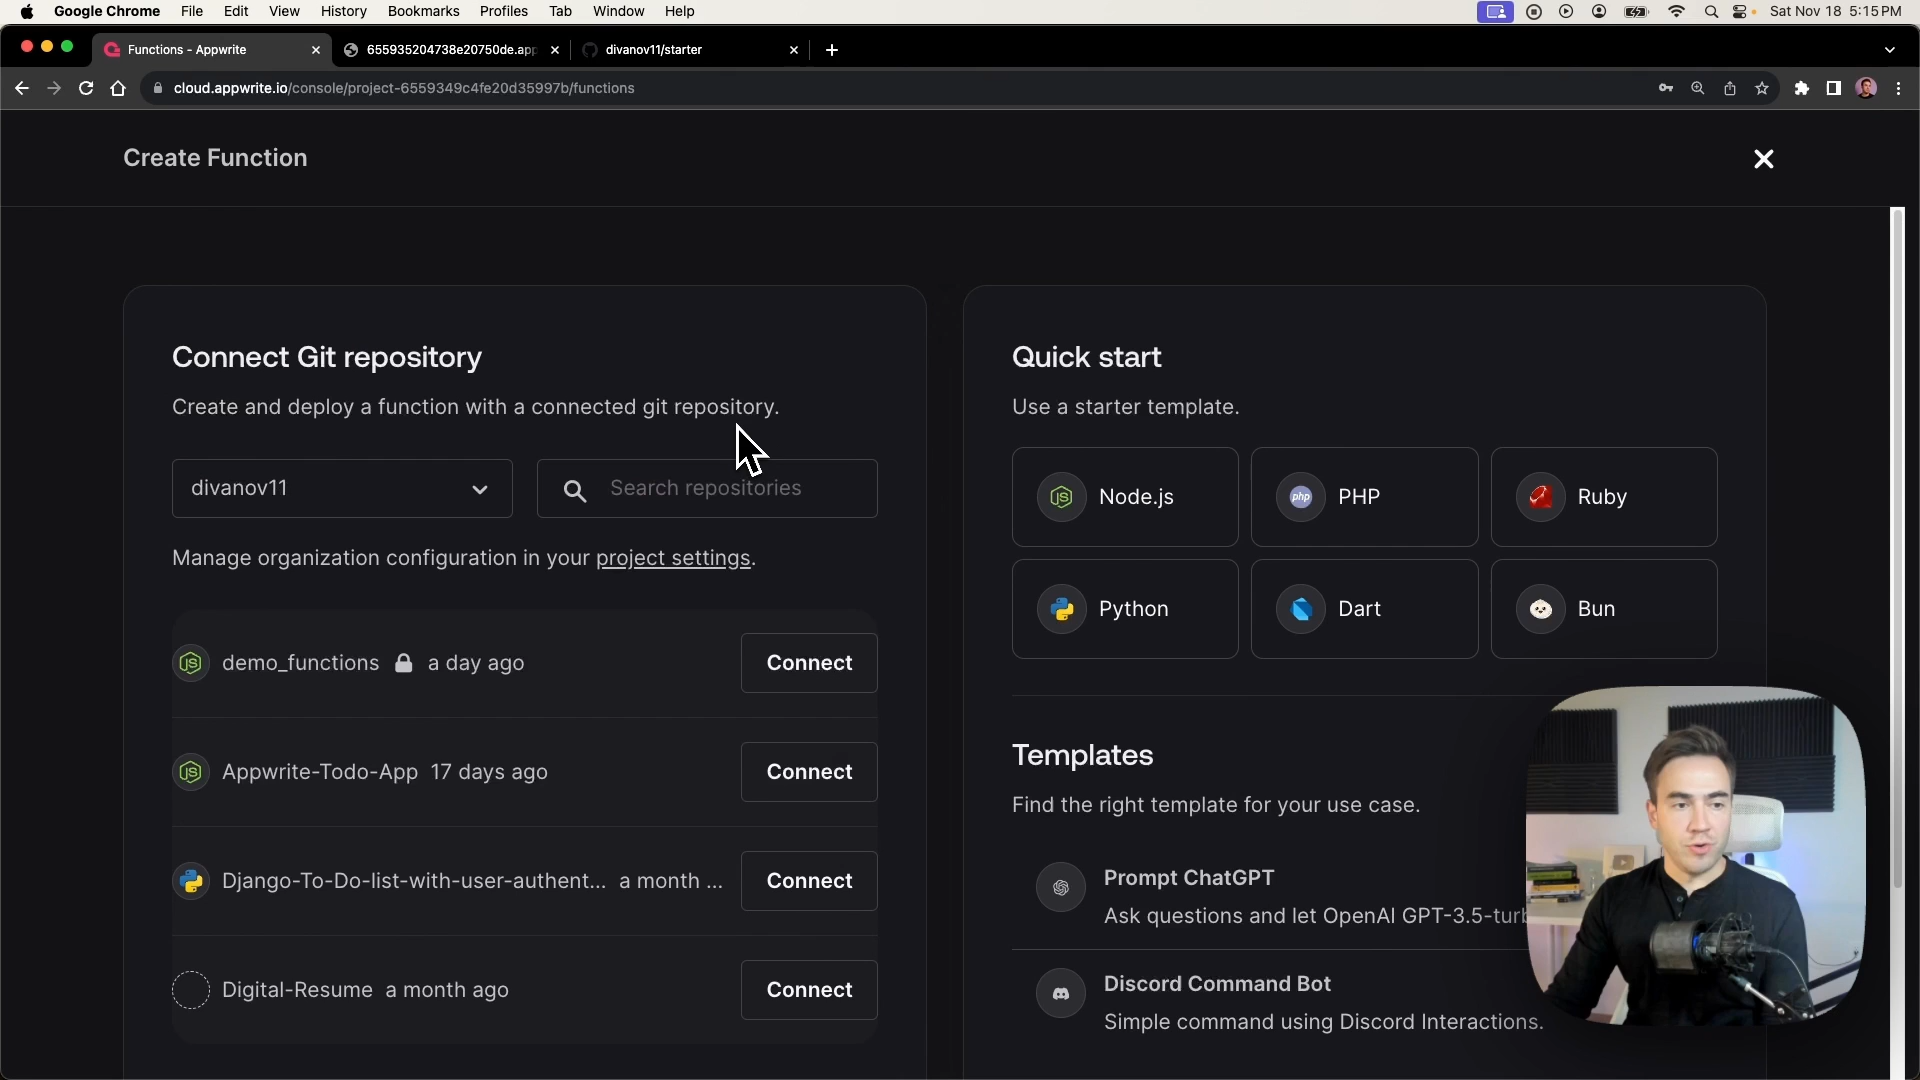 Google Chrome File Edit View History Bookmarks Profiles Tab Window Help Sat Nov 18 5:15 PM
Functions - Appwrite 655935204738e20750de.app divanov11/starter
cloud.appwrite.io/console/project-6559349c4fe20d35997b/functions
Create Function
Connect Git repository
Create and deploy a function with a connected git repository.
divanov11
Search repositories
Manage organization configuration in your project settings.
demo_functions a day ago Connect
Appwrite-Todo-App 17 days ago Connect
Django-To-Do-list-with-user-authent... a month ... Connect
Digital-Resume a month ago Connect
Quick start
Use a starter template.
Node.js
php PHP
Ruby
Python
Dart
Bun
Templates
Find the right template for your use case.
Prompt ChatGPT
Ask questions and let OpenAI GPT-3.5-turb
Discord Command Bot
Simple command using Discord Interactions.